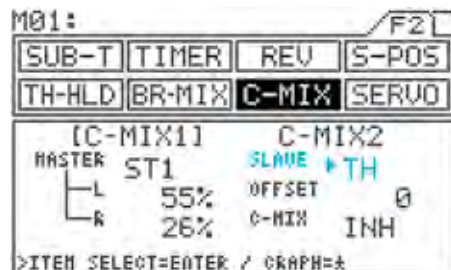 M01: F2
SUB-T TIMER REV S-POS
TH-HLD BR-MIX C-MIX SERVO
[C-MIX1] C-MIX2
MASTER ST1 SLAVE ▸TH
L 55% OFFSET 0
R 26% C-MIX INH
>ITEM SELECT=ENTER / GRAPH=±